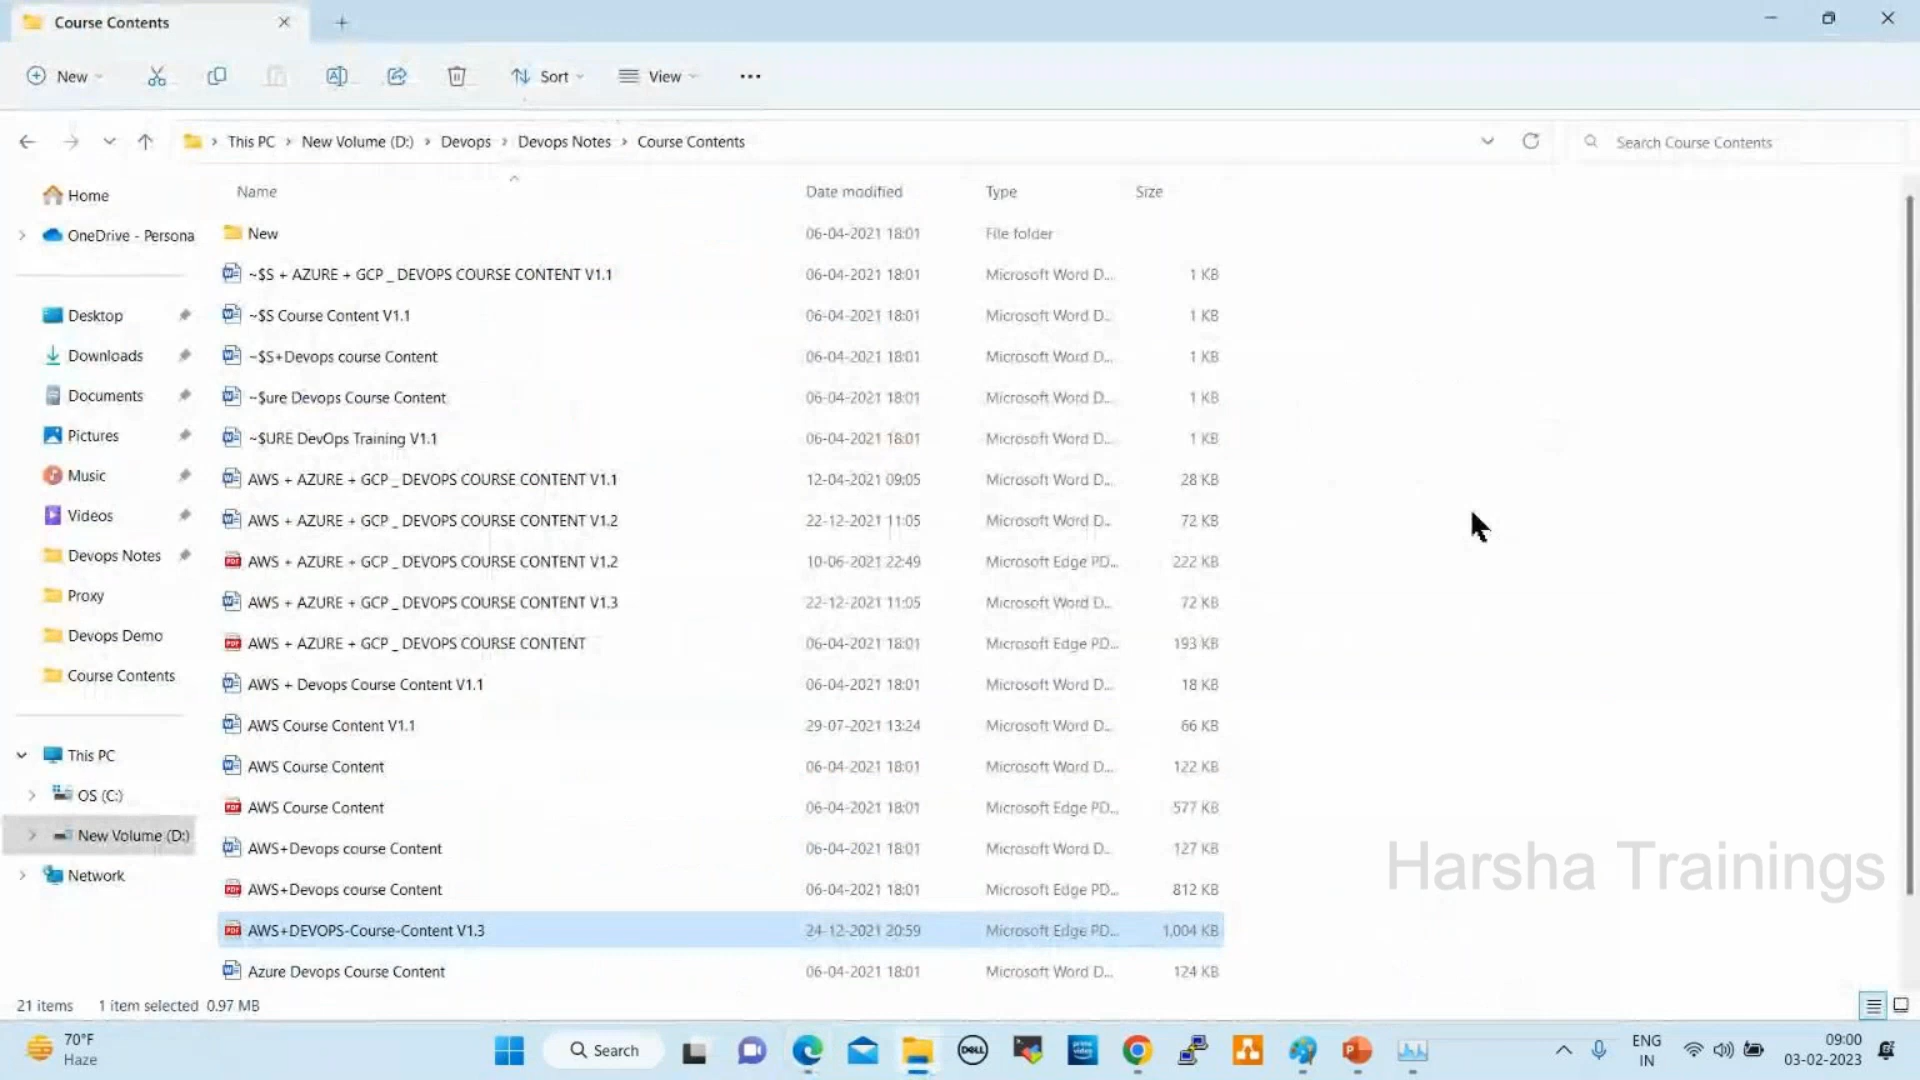 Course Contents
New
Sort
View
This PC > New Volume (D:) > Devops > Devops Notes > Course Contents
Search Course Contents
Name Date modified Type Size
Home
OneDrive - Persona
Desktop
Downloads
Documents
Pictures
Music
Videos
Devops Notes
Proxy
Devops Demo
Course Contents
This PC
OS (C:)
New Volume (D:)
Network
New 06-04-2021 18:01 File folder
~$S + AZURE + GCP _ DEVOPS COURSE CONTENT V1.1 06-04-2021 18:01 Microsoft Word D... 1 KB
~$S Course Content V1.1 06-04-2021 18:01 Microsoft Word D... 1 KB
~$S+Devops course Content 06-04-2021 18:01 Microsoft Word D... 1 KB
~$ure Devops Course Content 06-04-2021 18:01 Microsoft Word D... 1 KB
~$URE DevOps Training V1.1 06-04-2021 18:01 Microsoft Word D... 1 KB
AWS + AZURE + GCP _ DEVOPS COURSE CONTENT V1.1 12-04-2021 09:05 Microsoft Word D... 28 KB
AWS + AZURE + GCP _ DEVOPS COURSE CONTENT V1.2 22-12-2021 11:05 Microsoft Word D... 72 KB
AWS + AZURE + GCP _ DEVOPS COURSE CONTENT V1.2 10-06-2021 22:49 Microsoft Edge PD... 222 KB
AWS + AZURE + GCP _ DEVOPS COURSE CONTENT V1.3 22-12-2021 11:05 Microsoft Word D... 72 KB
AWS + AZURE + GCP _ DEVOPS COURSE CONTENT 06-04-2021 18:01 Microsoft Edge PD... 193 KB
AWS + Devops Course Content V1.1 06-04-2021 18:01 Microsoft Word D... 18 KB
AWS Course Content V1.1 29-07-2021 13:24 Microsoft Word D... 66 KB
AWS Course Content 06-04-2021 18:01 Microsoft Word D... 122 KB
AWS Course Content 06-04-2021 18:01 Microsoft Edge PD... 577 KB
AWS+Devops course Content 06-04-2021 18:01 Microsoft Word D... 127 KB
AWS+Devops course Content 06-04-2021 18:01 Microsoft Edge PD... 812 KB
AWS+DEVOPS-Course-Content V1.3 24-12-2021 20:59 Microsoft Edge PD... 1,004 KB
Azure Devops Course Content 06-04-2021 18:01 Microsoft Word D... 124 KB
Harsha Trainings
21 items 1 item selected 0.97 MB
70°F
Haze
Search
DELL
prime video
ENG
IN
09:00
03-02-2023